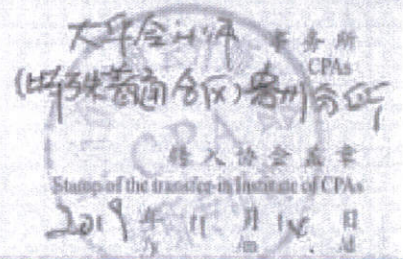 大华会计师 事务所
CPAs
(特殊普通合伙)惠州分所
转入协会盖章
Stamp of the transfer-in Institute of CPAs
2019年11月18日
/y /m /d